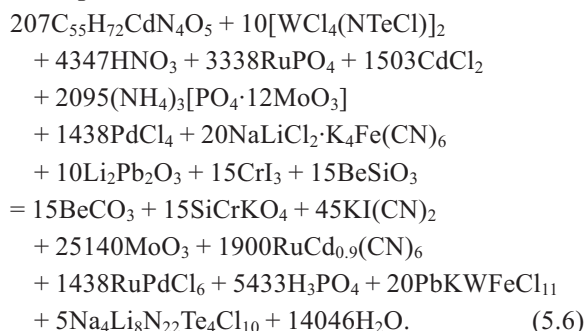 207C₅₅H₇₂CdN₄O₅ + 10[WCl₄(NTeCl)]₂
+ 4347HNO₃ + 3338RuPO₄ + 1503CdCl₂
+ 2095(NH₄)₃[PO₄·12MoO₃]
+ 1438PdCl₄ + 20NaLiCl₂·K₄Fe(CN)₆
+ 10Li₂Pb₂O₃ + 15CrI₃ + 15BeSiO₃
= 15BeCO₃ + 15SiCrKO₄ + 45KI(CN)₂
+ 25140MoO₃ + 1900RuCd₀.₉(CN)₆
+ 1438RuPdCl₆ + 5433H₃PO₄ + 20PbKWFeCl₁₁
+ 5Na₄Li₈N₂₂Te₄Cl₁₀ + 14046H₂O. (5.6)